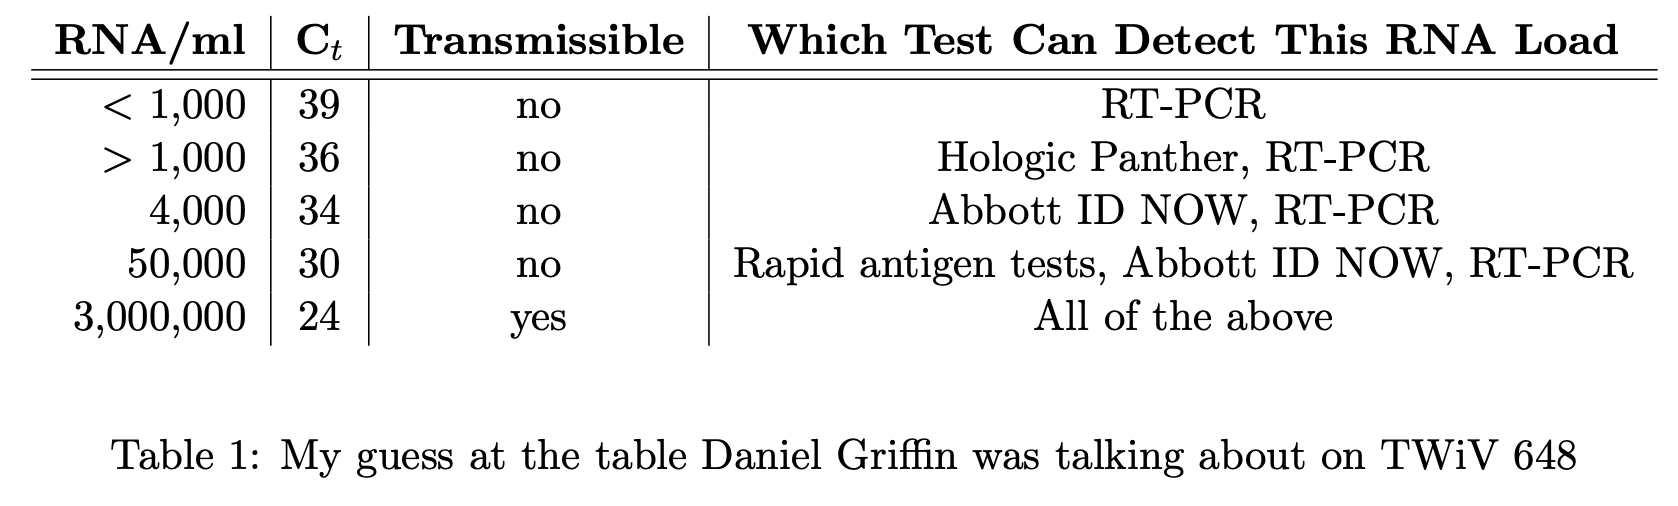 RNA/ml Ct Transmissible Which Test Can Detect This RNA Load
< 1,000 39 no RT-PCR
> 1,000 36 no Hologic Panther, RT-PCR
4,000 34 no Abbott ID NOW, RT-PCR
50,000 30 no Rapid antigen tests, Abbott ID NOW, RT-PCR
3,000,000 24 yes All of the above
Table 1: My guess at the table Daniel Griffin was talking about on TWiV 648